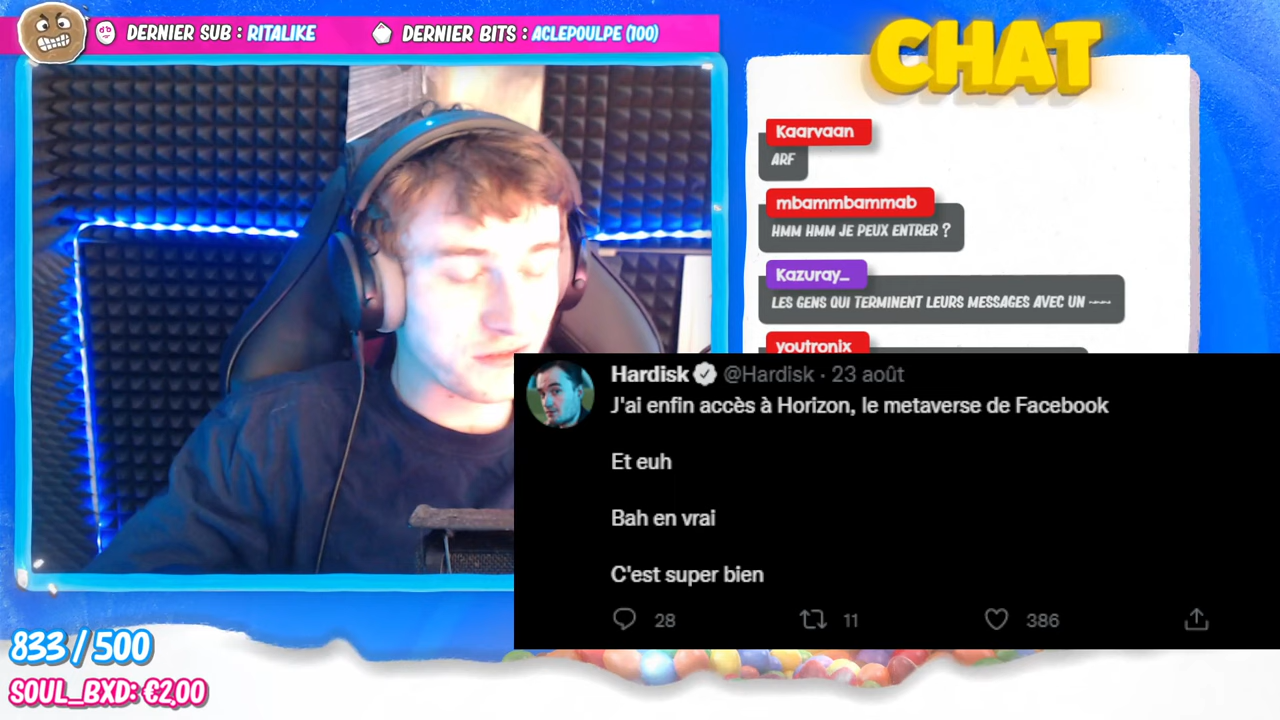 DERNIER SUB : RITALIKE
DERNIER BITS : ACLEPOULPE (100)
CHAT
Kaarvaan
ARF
mbammbammab
HMM HMM JE PEUX ENTRER ?
Kazuray_
LES GENS QUI TERMINENT LEURS MESSAGES AVEC UN ----
youtronix
Hardisk @Hardisk · 23 août
J'ai enfin accès à Horizon, le metaverse de Facebook
Et euh
Bah en vrai
C'est super bien
28
11
386
833 / 500
SOUL_BXD: €2,00